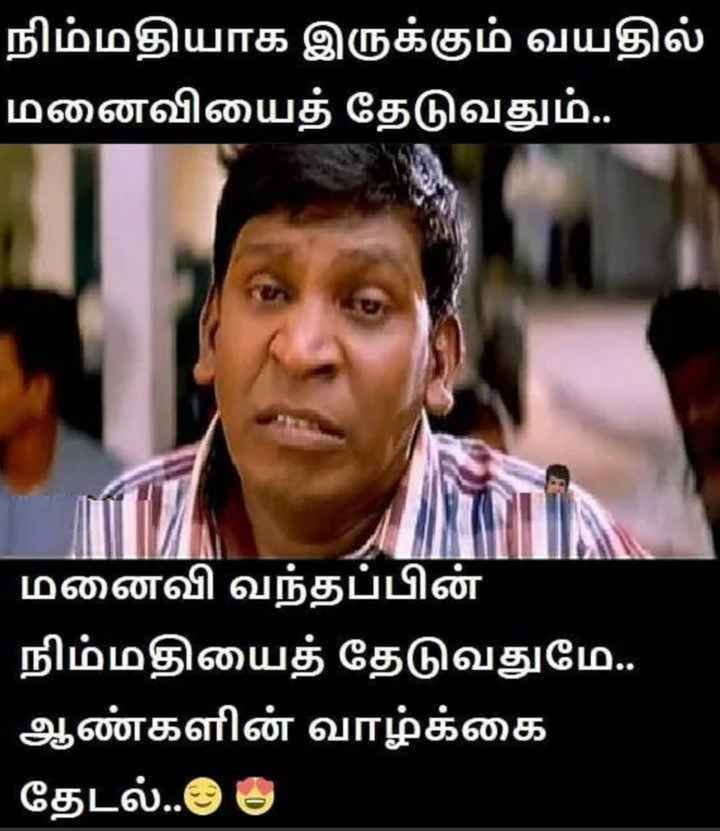 நிம்மதியாக இருக்கும் வயதில்
மனைவியைத் தேடுவதும்..
மனைவி வந்தப்பின்
நிம்மதியைத் தேடுவதுமே..
ஆண்களின் வாழ்க்கை
தேடல்..😌 😍